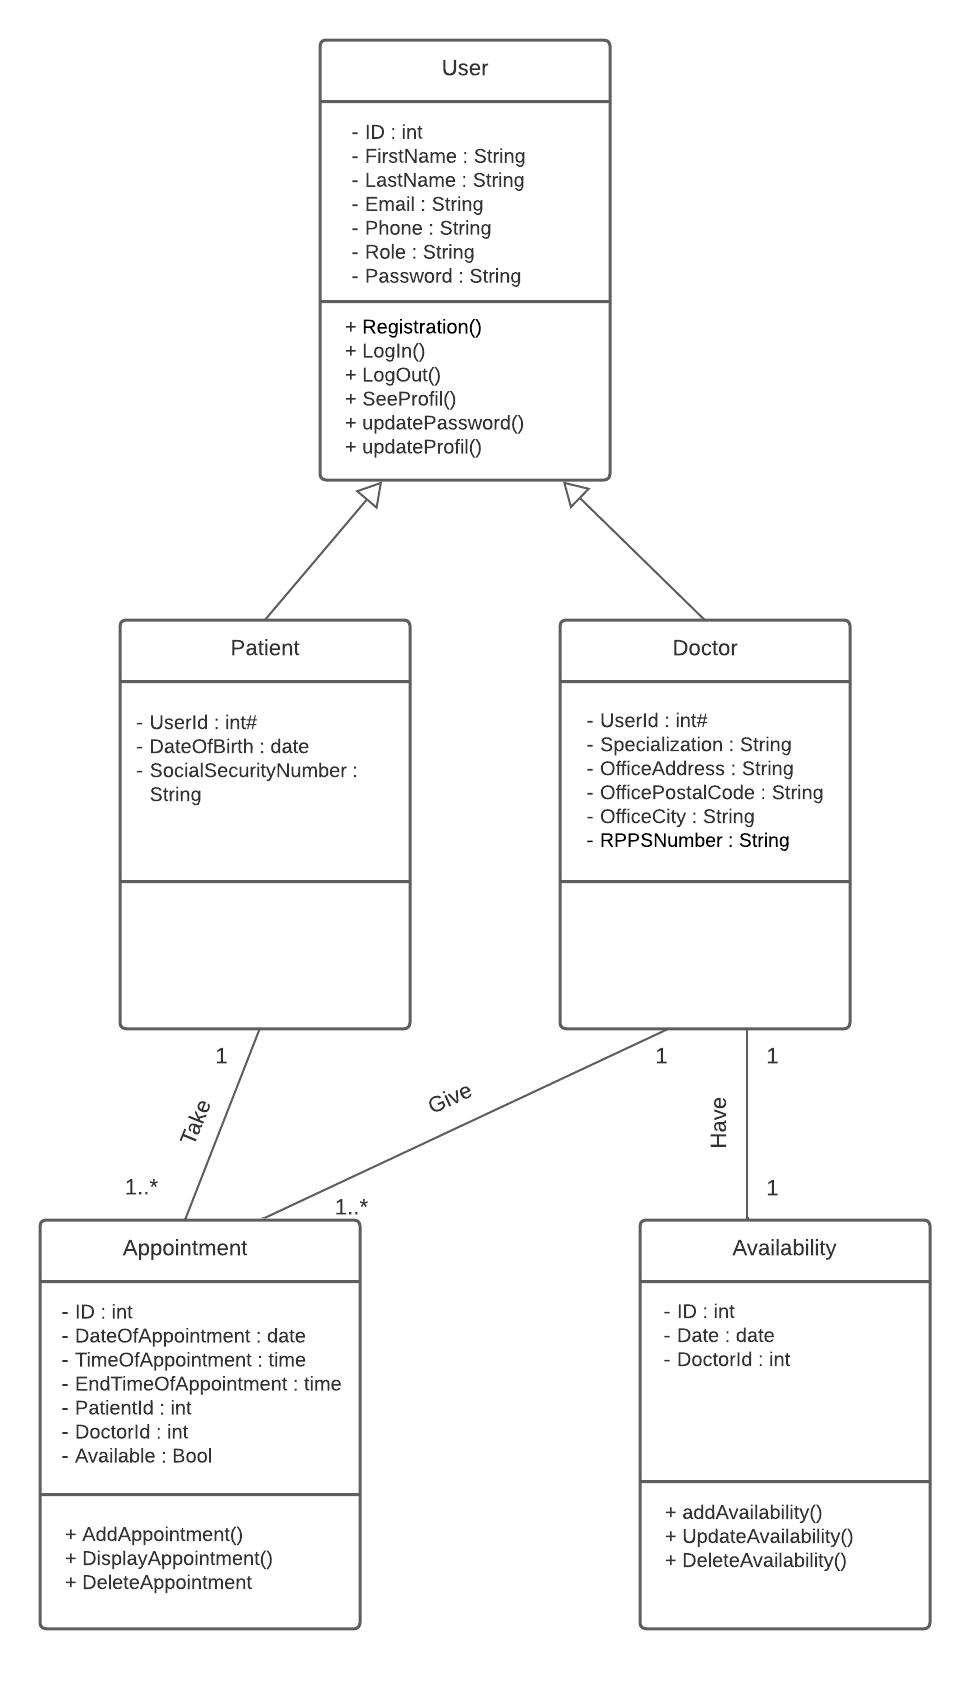 User
- ID : int
- FirstName : String
- LastName : String
- Email : String
- Phone : String
- Role : String
- Password : String
+ Registration()
+ LogIn()
+ LogOut()
+ SeeProfil()
+ updatePassword()
+ updateProfil()
Patient
- UserId : int#
- DateOfBirth : date
- SocialSecurityNumber :
String
Doctor
- UserId : int#
- Specialization : String
- OfficeAddress : String
- OfficePostalCode : String
- OfficeCity : String
- RPPSNumber : String
1
Take
1..*
1
Give
1..*
1
Have
1
Appointment
- ID : int
- DateOfAppointment : date
- TimeOfAppointment : time
- EndTimeOfAppointment : time
- PatientId : int
- DoctorId : int
- Available : Bool
+ AddAppointment()
+ DisplayAppointment()
+ DeleteAppointment
Availability
- ID : int
- Date : date
- DoctorId : int
+ addAvailability()
+ UpdateAvailability()
+ DeleteAvailability()